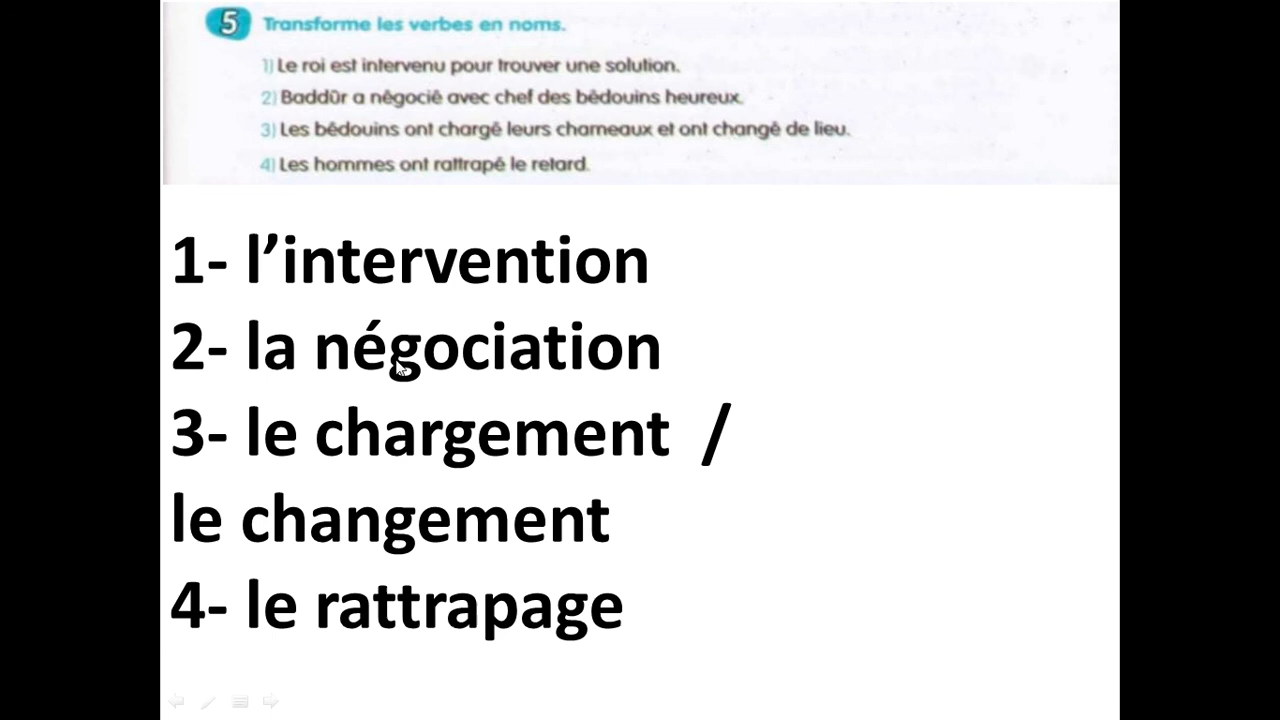 5 Transforme les verbes en noms.
1) Le roi est intervenu pour trouver une solution.
2) Baddûr a négocié avec chef des bédouins heureux.
3) Les bédouins ont chargé leurs chameaux et ont changé de lieu.
4) Les hommes ont rattrapé le retard.
1- l’intervention
2- la négociation
3- le chargement /
le changement
4- le rattrapage